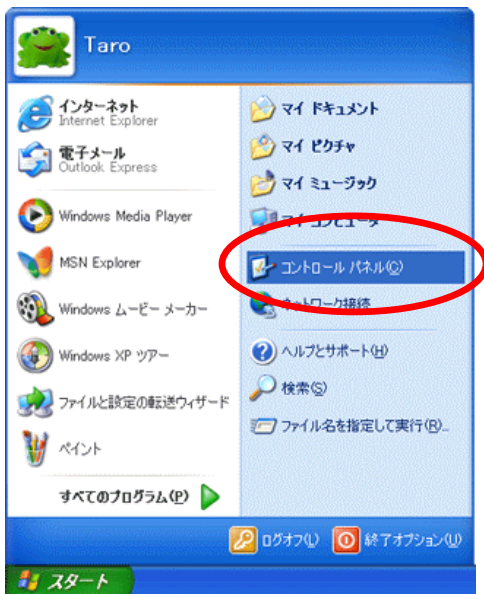 Taro
インターネット
Internet Explorer
電子メール
Outlook Express
Windows Media Player
MSN Explorer
Windows ムービー メーカー
Windows XP ツアー
ファイルと設定の転送ウィザード
ペイント
すべてのプログラム(P)
マイ ドキュメント
マイ ピクチャ
マイ ミュージック
マイ コンピュータ
コントロール パネル(C)
ネットワーク接続
ヘルプとサポート(H)
検索(S)
ファイル名を指定して実行(R)...
ログオフ(L)
終了オプション(U)
スタート